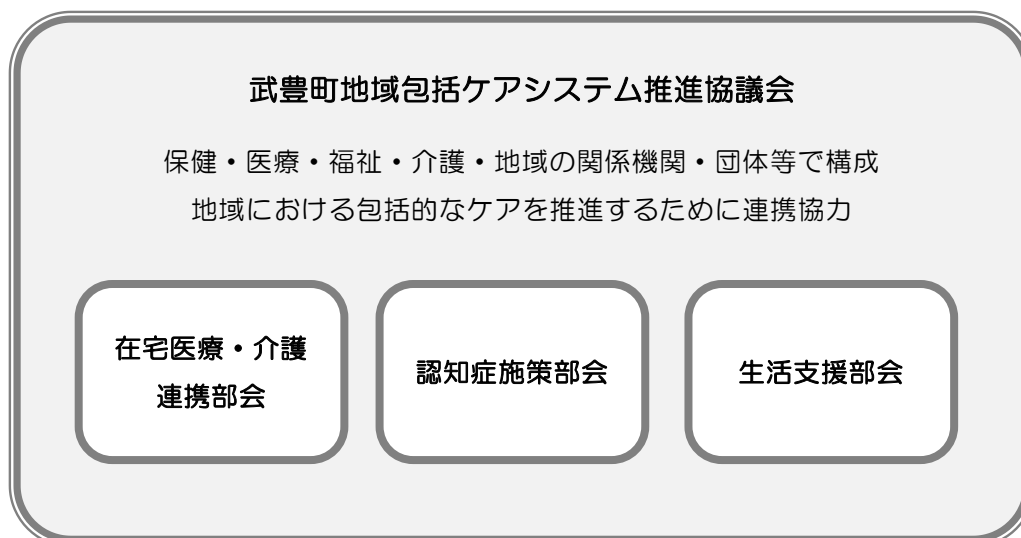 武豊町地域包括ケアシステム推進協議会
保健・医療・福祉・介護・地域の関係機関・団体等で構成
地域における包括的なケアを推進するために連携協力
在宅医療・介護
連携部会
認知症施策部会
生活支援部会